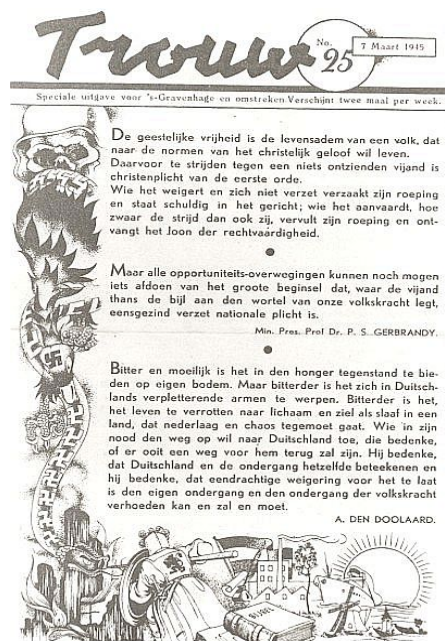 Trouw
No. 25
7 Maart 1945
Speciale uitgave voor 's-Gravenhage en omstreken Verschijnt twee maal per week.
De geestelijke vrijheid is de levensadem van een volk, dat
naar de normen van het christelijk geloof wil leven.
Daarvoor te strijden tegen een niets ontzienden vijand is
christenplicht van de eerste orde.
Wie het weigert en zich niet verzet verzaakt zijn roeping
en staat schuldig in het gericht; wie het aanvaardt, hoe
zwaar de strijd dan ook zij, vervult zijn roeping en ont-
vangt het Joon der rechtvaardigheid.
Maar alle opportuniteits-overwegingen kunnen noch mogen
iets afdoen van het groote beginsel dat, waar de vijand
thans de bijl aan den wortel van onze volkskracht legt,
eensgezind verzet nationale plicht is.
Min. Pres. Prof Dr. P. S. GERBRANDY.
Bitter en moeilijk is het in den honger tegenstand te bie-
den op eigen bodem. Maar bitterder is het zich in Duitsch-
lands verpletterende armen te werpen. Bitterder is het,
het leven te verrotten naar lichaam en ziel als slaaf in een
land, dat nederlaag en chaos tegemoet gaat. Wie in zijn
nood den weg op wil naar Duitschland toe, die bedenke,
of er ooit een weg voor hem terug zal zijn. Hij bedenke,
dat Duitschland en de ondergang hetzelfde beteekenen en
hij bedenke, dat eendrachtige weigering voor het te laat
is den eigen ondergang en den ondergang der volkskracht
verhoeden kan en zal en moet.
A. DEN DOOLAARD.
BIJBEL